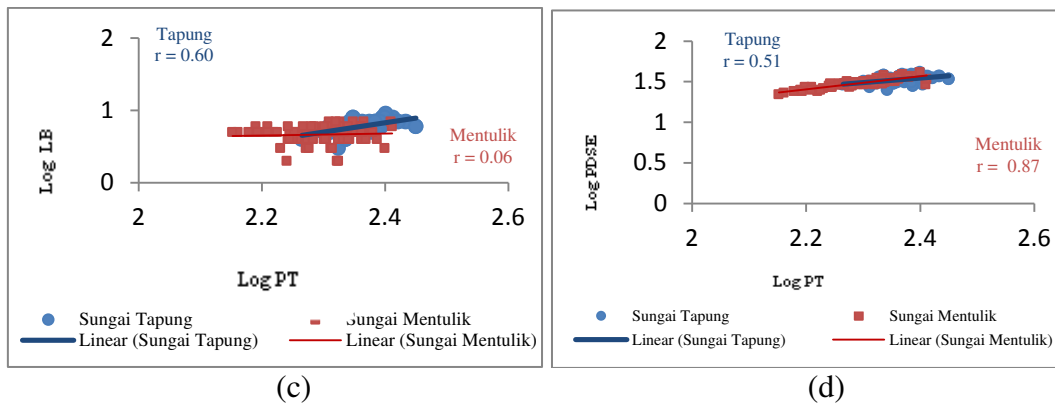 Tapung
r = 0.60
2
1
0
Log LB
Mentulik
r = 0.06
2
2.2
2.4
2.6
Log PT
Sungai Tapung
Sungai Mentulik
Linear (Sungai Tapung)
Linear (Sungai Mentulik)
(c)
Tapung
r = 0.51
2
1.5
1
0.5
0
Log PDSE
Mentulik
r = 0.87
2
2.2
2.4
2.6
Log PT
Sungai Tapung
Sungai Mentulik
Linear (Sungai Tapung)
Linear (Sungai Mentulik)
(d)